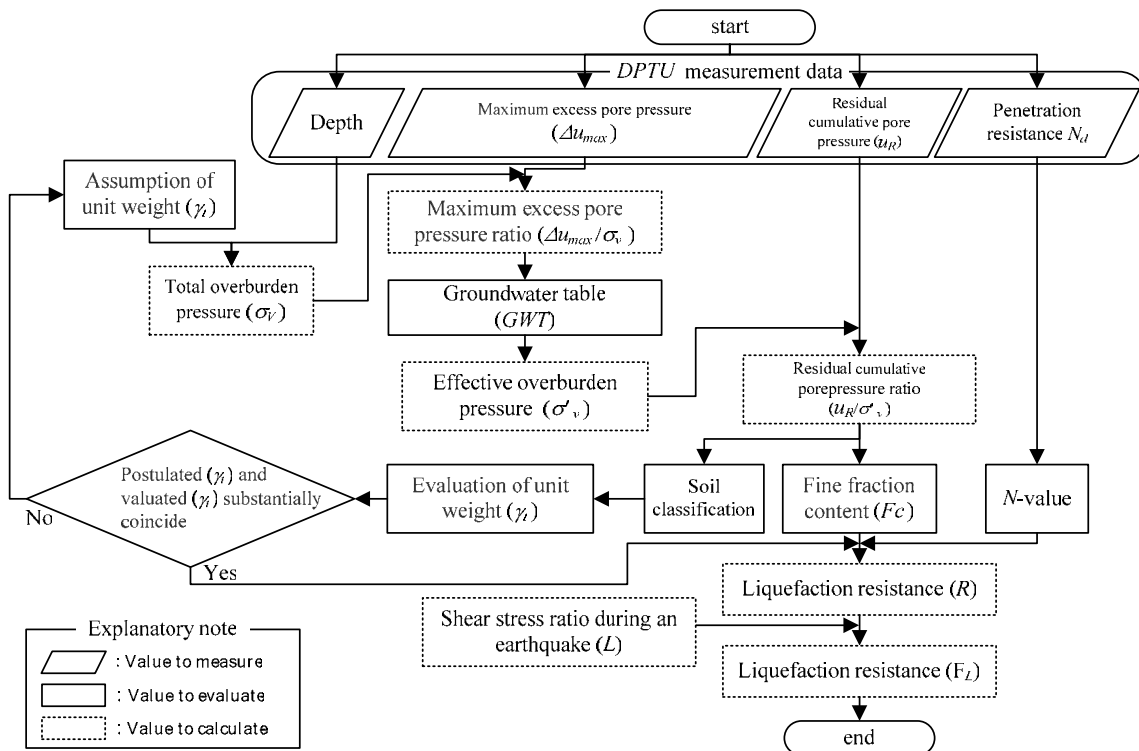 start
DPTU measurement data
Depth
Maximum excess pore pressure
(Δu_max)
Residual
cumulative pore
pressure (u_R)
Penetration
resistance N_d
Assumption of
unit weight (γ_t)
Maximum excess pore
pressure ratio (Δu_max/σ_v)
Total overburden
pressure (σ_V)
Groundwater table
(GWT)
Effective overburden
pressure (σ'_v)
Residual cumulative
porepressure ratio
(u_R/σ'_v)
Postulated (γ_t) and
valuated (γ_t) substantially
coincide
No
Yes
Evaluation of unit
weight (γ_t)
Soil
classification
Fine fraction
content (Fc)
N-value
Liquefaction resistance (R)
Shear stress ratio during an
earthquake (L)
Liquefaction resistance (F_L)
end
Explanatory note
: Value to measure
: Value to evaluate
: Value to calculate